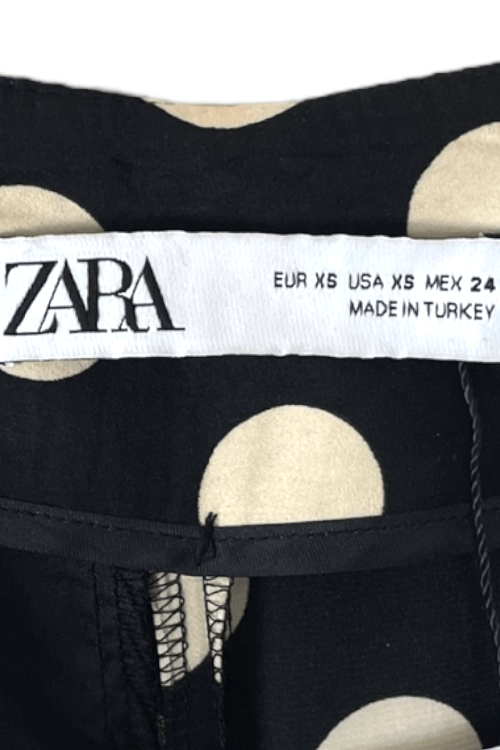 ZARA
EUR XS USA XS MEX 24
MADE IN TURKEY